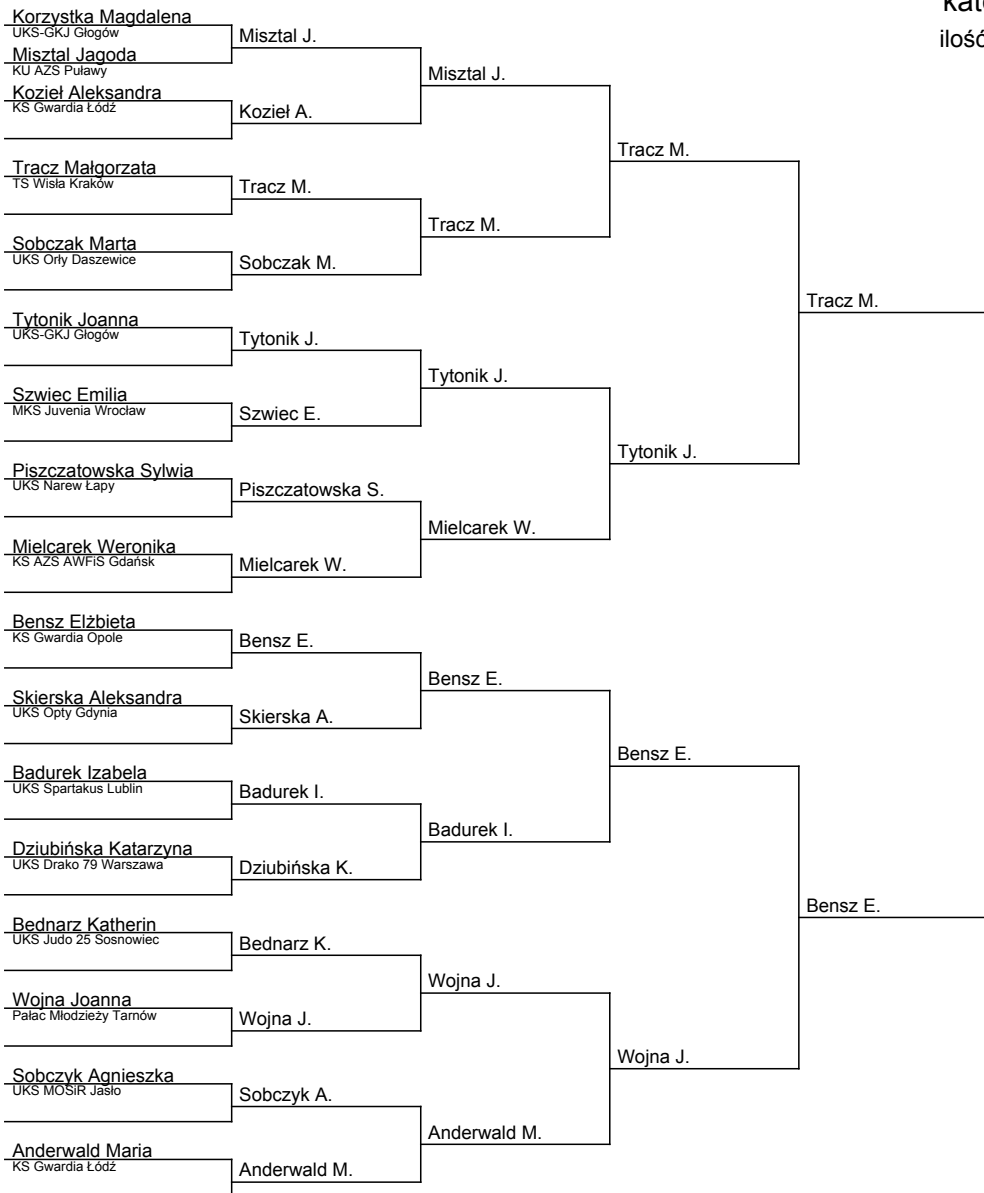 kate
ilość
Korzystka Magdalena
UKS-GKJ Głogów
Misztal J.
Misztal Jagoda
KU AZS Puławy
Misztal J.
Kozieł Aleksandra
KS Gwardia Łódź
Kozieł A.
Tracz M.
Tracz Małgorzata
TS Wisła Kraków
Tracz M.
Tracz M.
Sobczak Marta
UKS Orły Daszewice
Sobczak M.
Tracz M.
Tytonik Joanna
UKS-GKJ Głogów
Tytonik J.
Tytonik J.
Szwiec Emilia
MKS Juvenia Wrocław
Szwiec E.
Tytonik J.
Piszczatowska Sylwia
UKS Narew Łapy
Piszczatowska S.
Mielcarek W.
Mielcarek Weronika
KS AZS AWFiS Gdańsk
Mielcarek W.
Bensz Elżbieta
KS Gwardia Opole
Bensz E.
Bensz E.
Skierska Aleksandra
UKS Opty Gdynia
Skierska A.
Bensz E.
Badurek Izabela
UKS Spartakus Lublin
Badurek I.
Badurek I.
Dziubińska Katarzyna
UKS Drako 79 Warszawa
Dziubińska K.
Bensz E.
Bednarz Katherin
UKS Judo 25 Sosnowiec
Bednarz K.
Wojna J.
Wojna Joanna
Pałac Młodzieży Tarnów
Wojna J.
Wojna J.
Sobczyk Agnieszka
UKS MOSiR Jasło
Sobczyk A.
Anderwald M.
Anderwald Maria
KS Gwardia Łódź
Anderwald M.